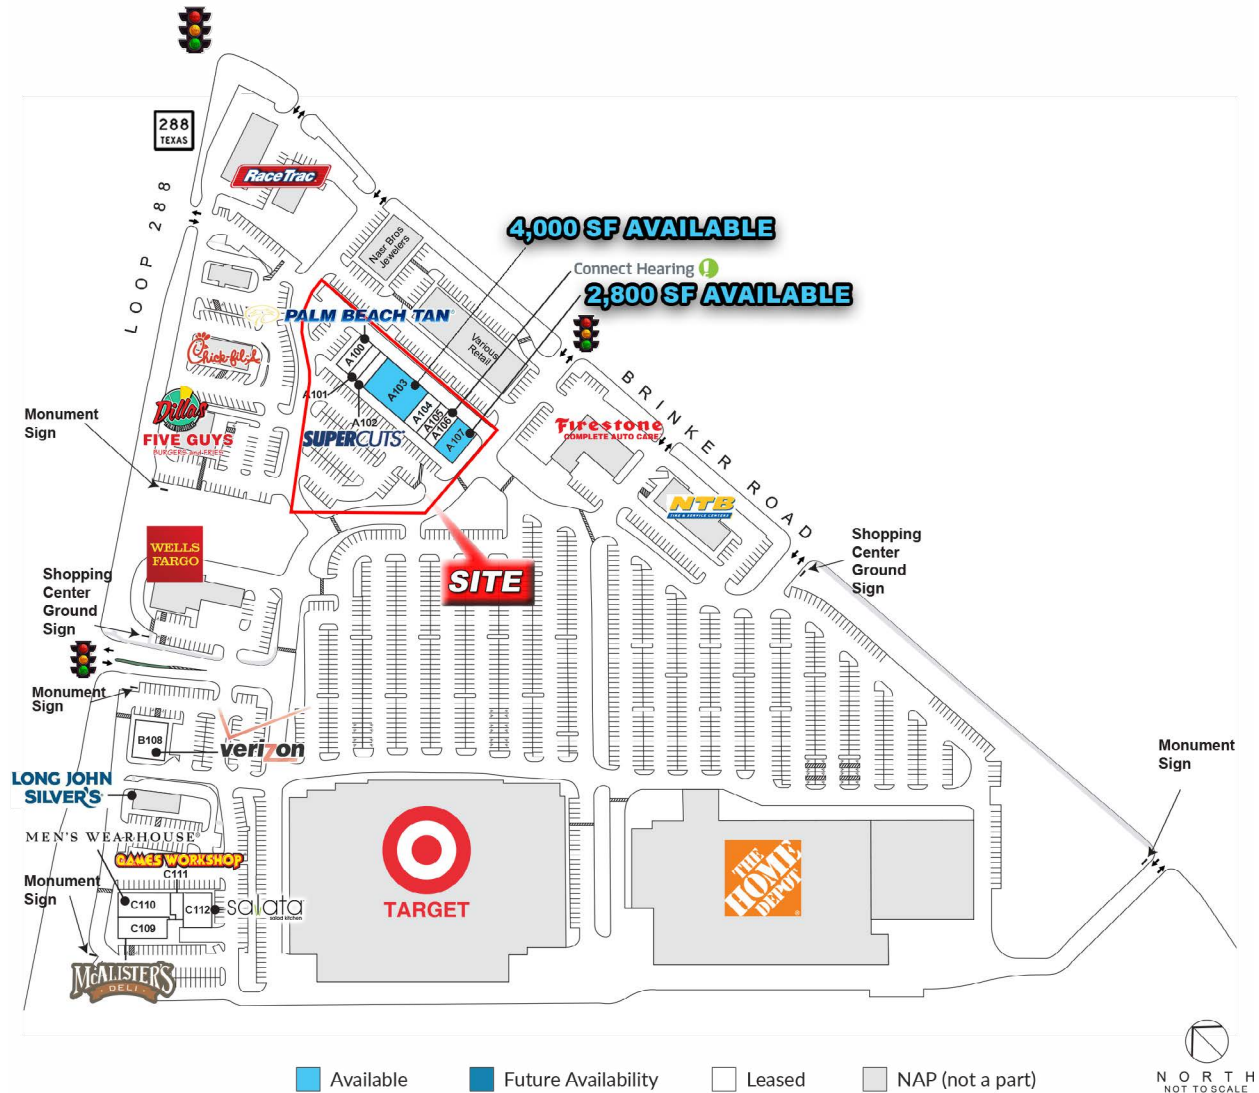 288
TEXAS
LOOP 288
RaceTrac
Nasr Bros
Jewelers
4,000 SF AVAILABLE
Connect Hearing
2,800 SF AVAILABLE
PALM BEACH TAN
Various
Retail
Chick-fil-A
A100
A101
A102
A103
A104
A105
A106
A107
SUPERCUTS
BRINKER ROAD
Monument
Sign
Dillas
FIVE GUYS
BURGERS and FRIES
Firestone
COMPLETE AUTO CARE
NTB
TIRE & SERVICE CENTERS
WELLS
FARGO
SITE
Shopping
Center
Ground
Sign
Shopping
Center
Ground
Sign
Monument
Sign
B108
verizon
Monument
Sign
LONG JOHN
SILVER'S
MEN'S WEARHOUSE®
GAMES WORKSHOP
C111
Monument
Sign
C110
C112
salata
salad kitchen
C109
McALISTER'S
DELI
TARGET
THE
HOME
DEPOT
Available
Future Availability
Leased
NAP (not a part)
NORTH
NOT TO SCALE